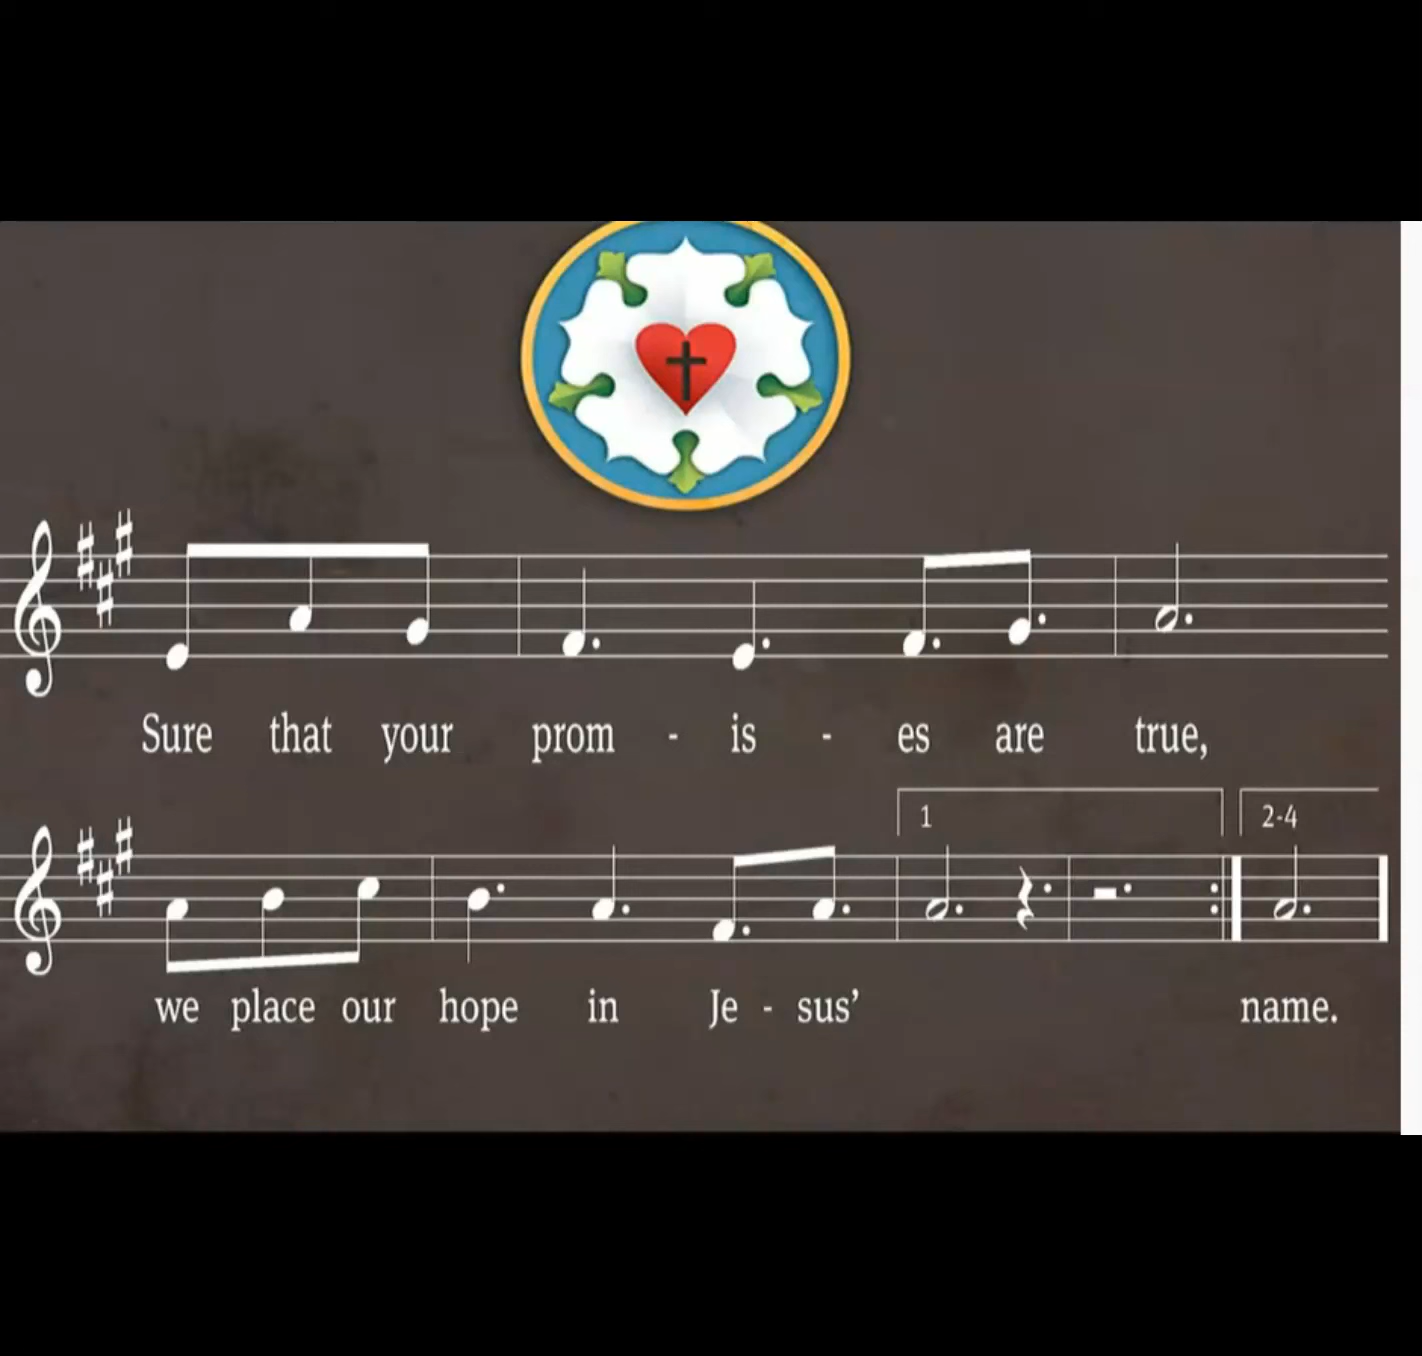 Sure that your prom - is - es are true,
1 2-4
we place our hope in Je - sus’ name.